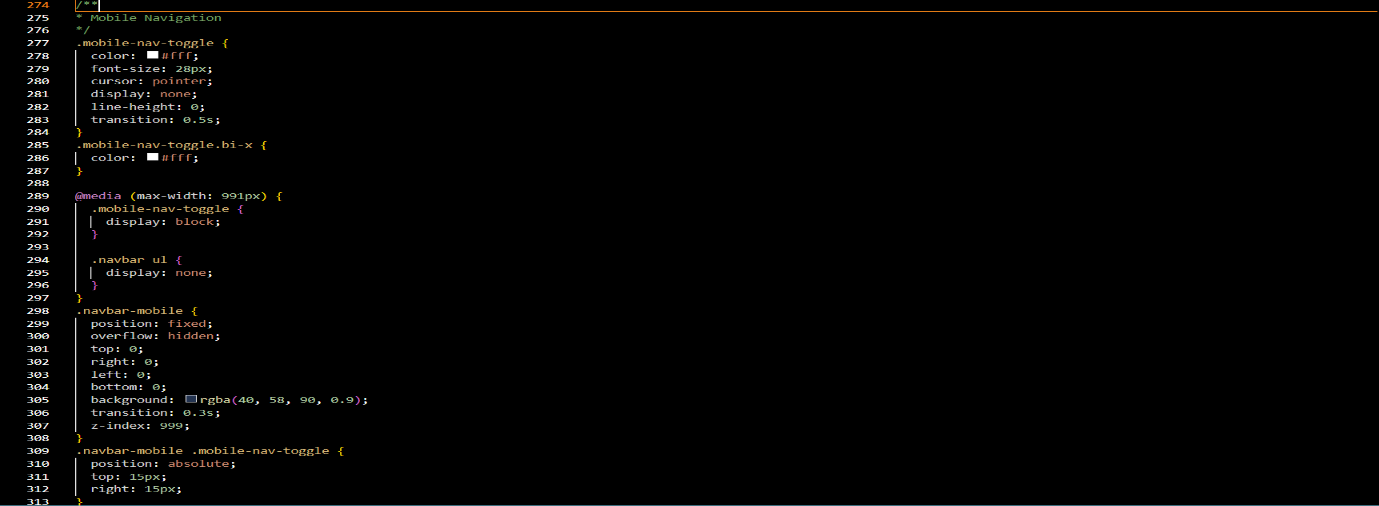 274 /**
275 * Mobile Navigation
276 */
277 .mobile-nav-toggle {
278 color: #fff;
279 font-size: 28px;
280 cursor: pointer;
281 display: none;
282 line-height: 0;
283 transition: 0.5s;
284 }
285 .mobile-nav-toggle.bi-x {
286 color: #fff;
287 }
288
289 @media (max-width: 991px) {
290 .mobile-nav-toggle {
291 display: block;
292 }
293
294 .navbar ul {
295 display: none;
296 }
297 }
298 .navbar-mobile {
299 position: fixed;
300 overflow: hidden;
301 top: 0;
302 right: 0;
303 left: 0;
304 bottom: 0;
305 background: rgba(40, 58, 90, 0.9);
306 transition: 0.3s;
307 z-index: 999;
308 }
309 .navbar-mobile .mobile-nav-toggle {
310 position: absolute;
311 top: 15px;
312 right: 15px;
313 }